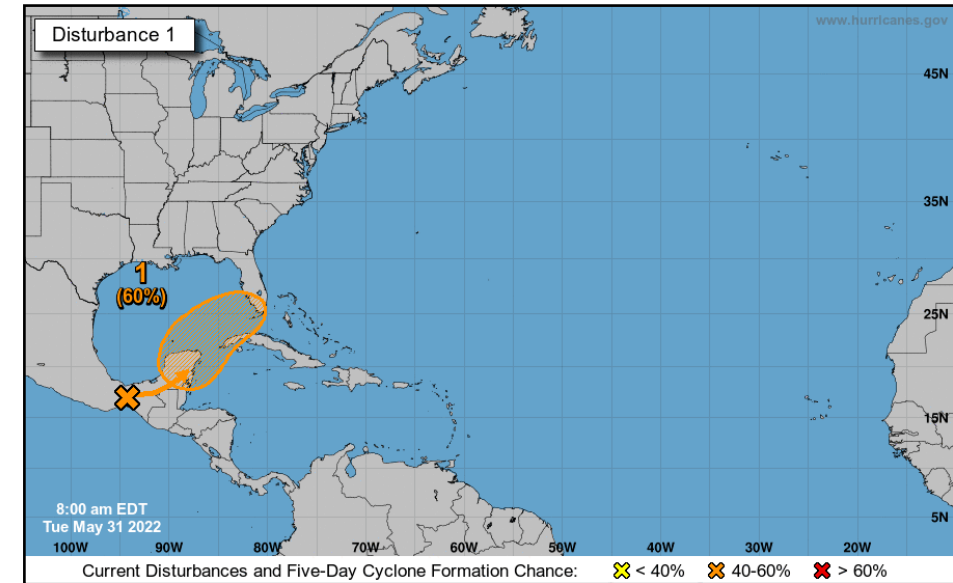 Disturbance 1
www.hurricanes.gov
45N
35N
1
(60%)
25N
15N
8:00 am EDT
Tue May 31 2022
5N
100W 90W 80W 70W 60W 50W 40W 30W 20W
Current Disturbances and Five-Day Cyclone Formation Chance: < 40% 40-60% > 60%